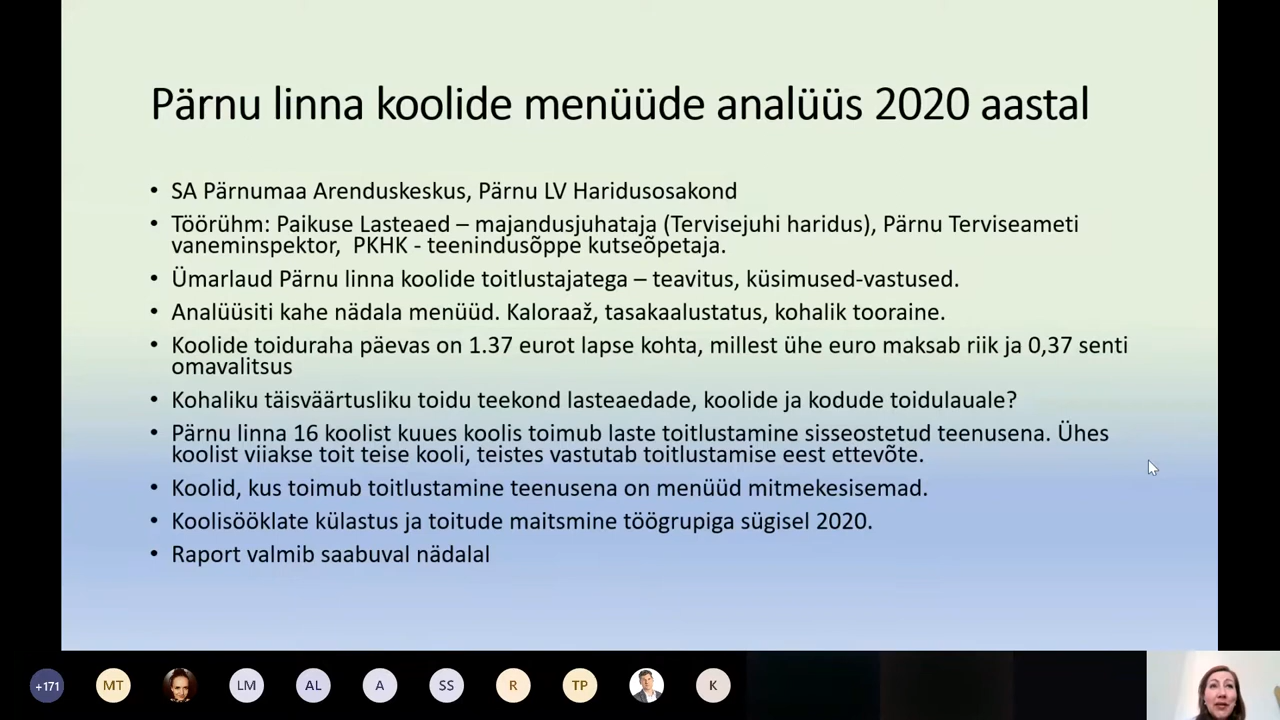 Pärnu linna koolide menüüde analüüs 2020 aastal
• SA Pärnumaa Arenduskeskus, Pärnu LV Haridusosakond
• Töörühm: Paikuse Lasteaed – majandusjuhataja (Tervisejuhi haridus), Pärnu Terviseameti
vaneminspektor, PKHK - teenindusõppe kutseõpetaja.
• Ümarlaud Pärnu linna koolide toitlustajatega – teavitus, küsimused-vastused.
• Analüüsiti kahe nädala menüüd. Kaloraaž, tasakaalustatus, kohalik tooraine.
• Koolide toiduraha päevas on 1.37 eurot lapse kohta, millest ühe euro maksab riik ja 0,37 senti
omavalitsus
• Kohaliku täisväärtusliku toidu teekond lasteaedade, koolide ja kodude toidulauale?
• Pärnu linna 16 koolist kuues koolis toimub laste toitlustamine sisseostetud teenusena. Ühes
koolist viiakse toit teise kooli, teistes vastutab toitlustamise eest ettevõte.
• Koolid, kus toimub toitlustamine teenusena on menüüd mitmekesisemad.
• Koolisööklate külastus ja toitude maitsmine töögrupiga sügisel 2020.
• Raport valmib saabuval nädalal
+171 MT LM AL A SS R TP K